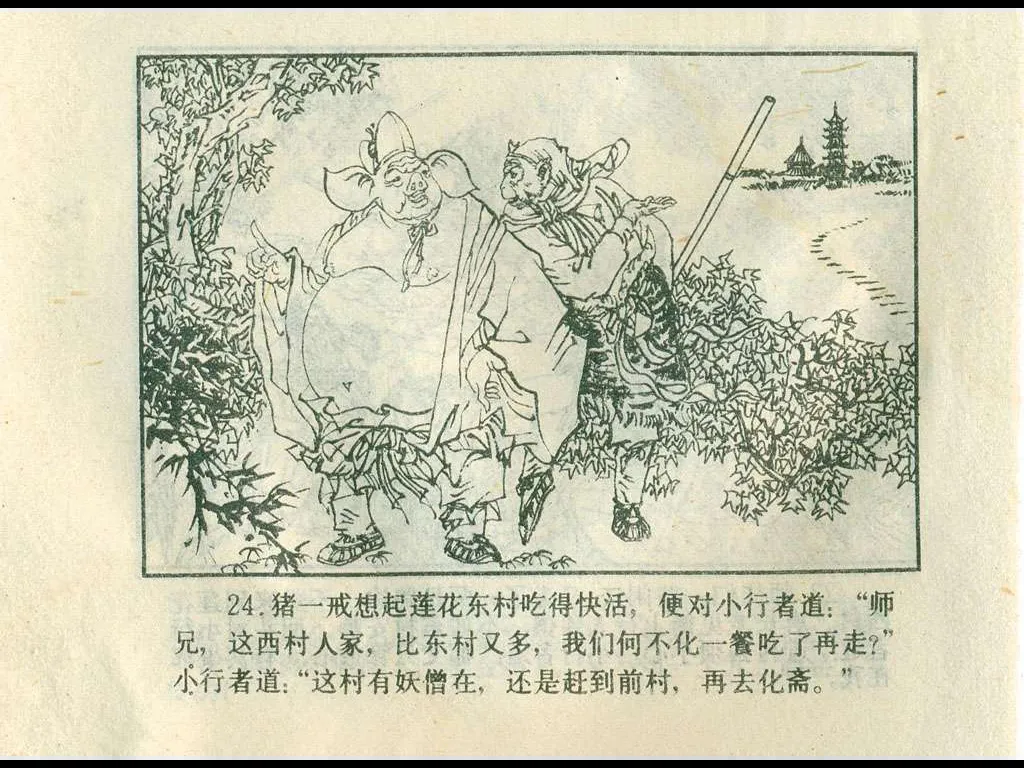 24.猪一戒想起莲花东村吃得快活，便对小行者道：“师
兄，这西村人家，比东村又多，我们何不化一餐吃了再走？”
小行者道：“这村有妖僧在，还是赶到前村，再去化斋。”